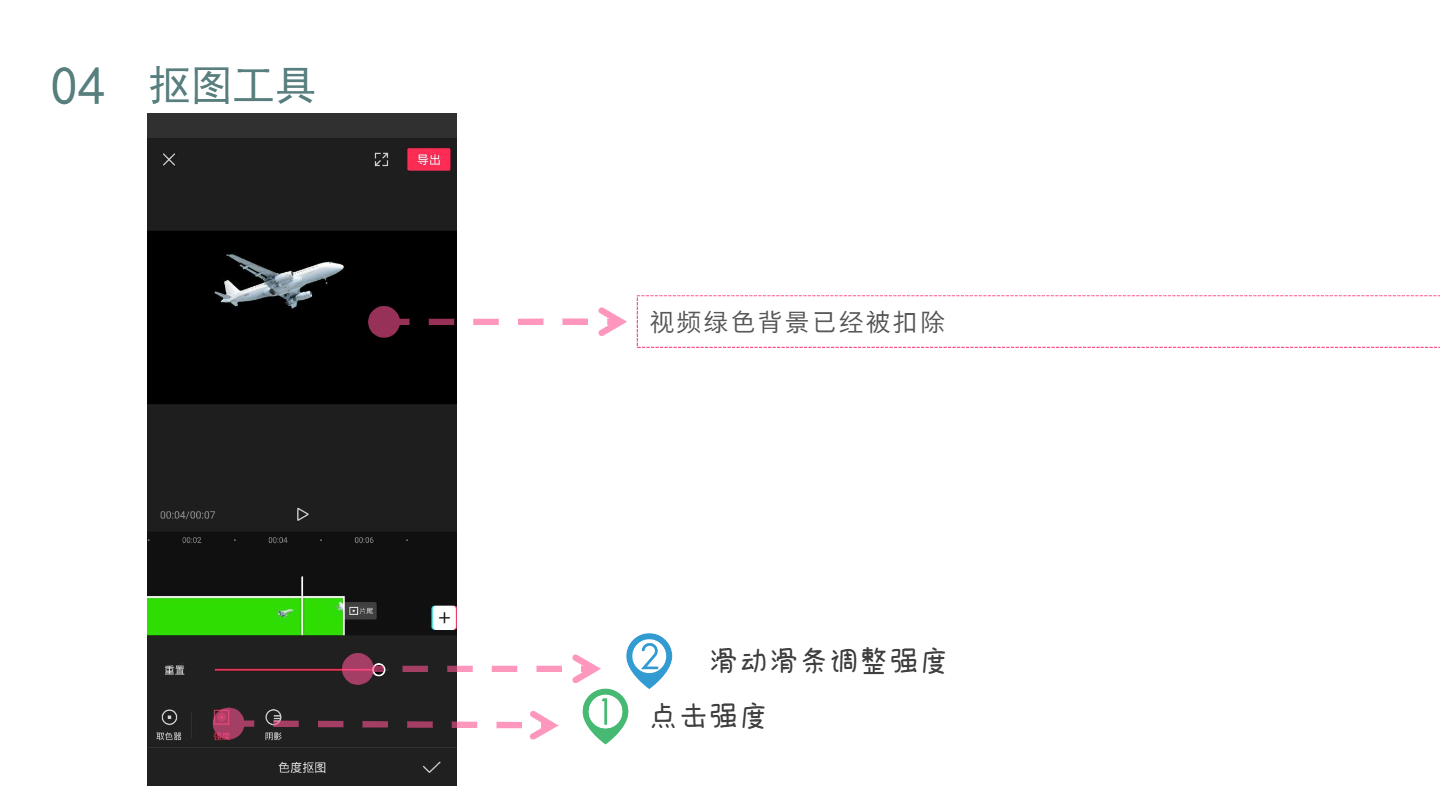 04 抠图工具
导出
视频绿色背景已经被扣除
00:04/00:07
00:02
00:04
00:06
片尾
重置
② 滑动滑条调整强度
① 点击强度
取色器
强度
阴影
色度抠图